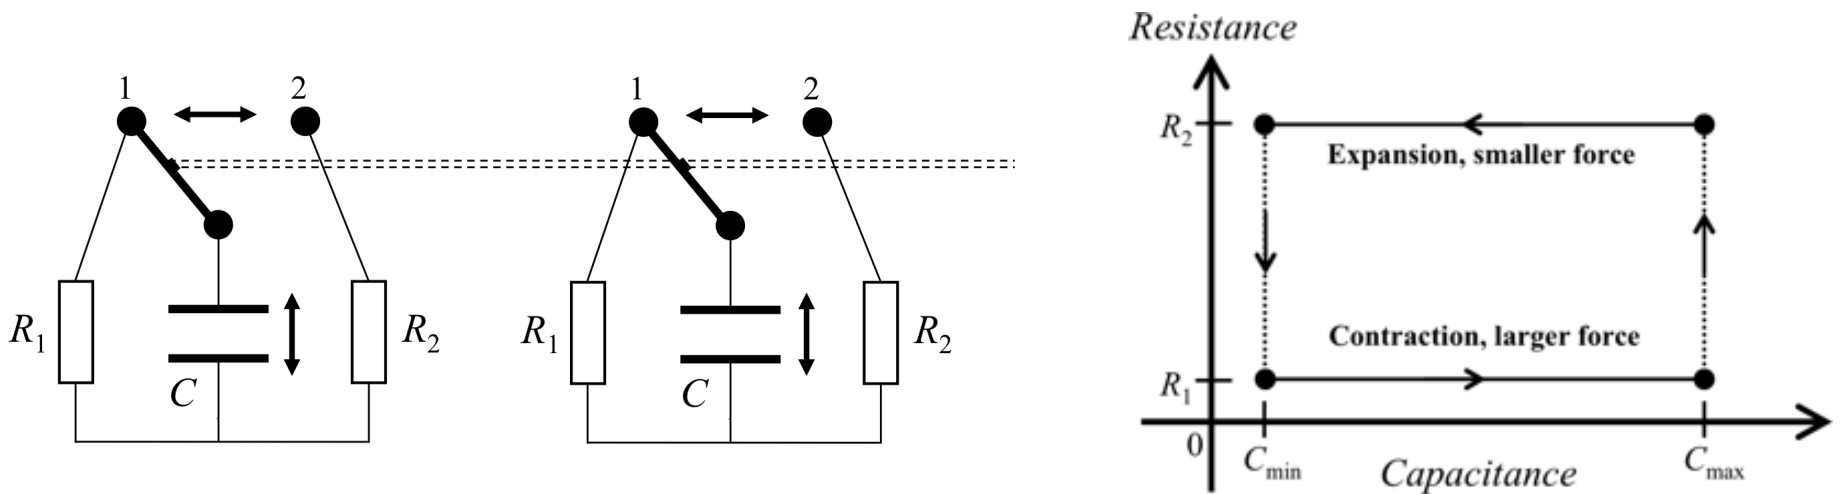 1
2
R1
C
R2
1
2
R1
C
R2
Resistance
R2
Expansion, smaller force
Contraction, larger force
R1
0
Cmin
Capacitance
Cmax